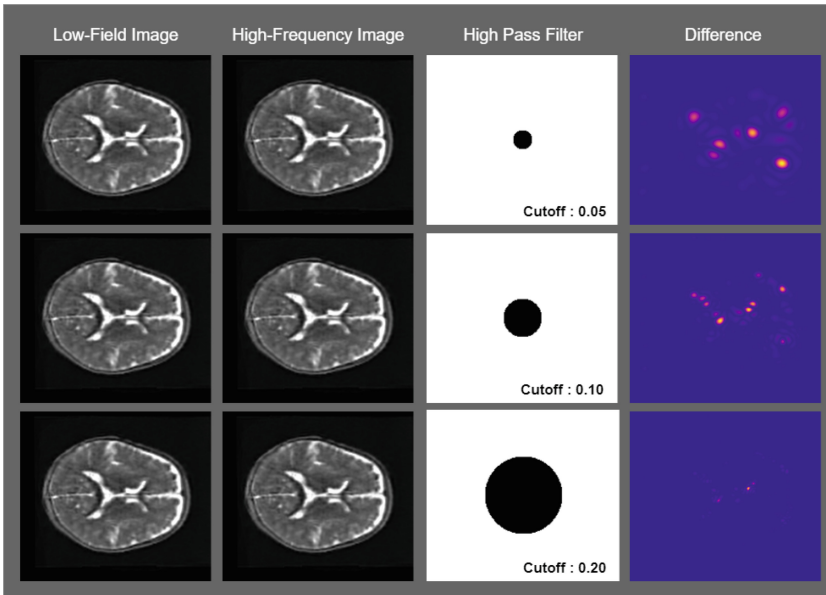 Low-Field Image High-Frequency Image High Pass Filter Difference
Cutoff : 0.05
Cutoff : 0.10
Cutoff : 0.20